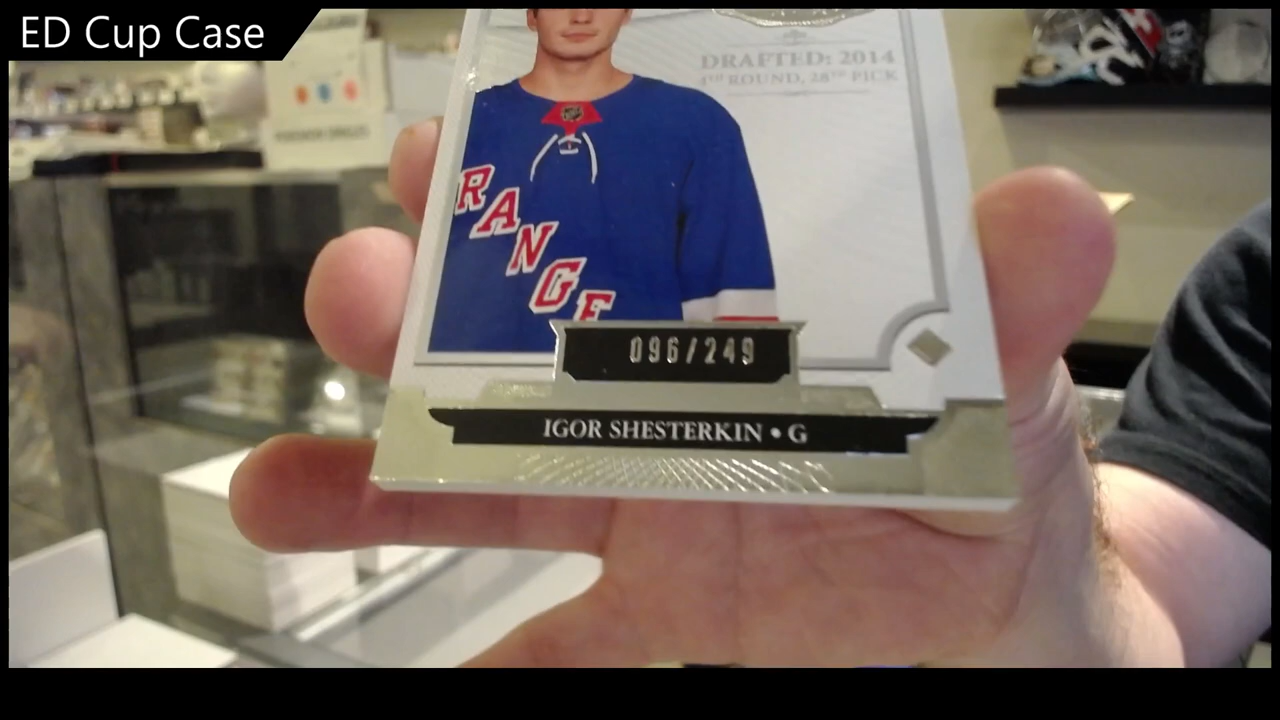 ED Cup Case
DRAFTED: 2014
4TH ROUND, 28TH PICK
RANGE
096/249
IGOR SHESTERKIN • G